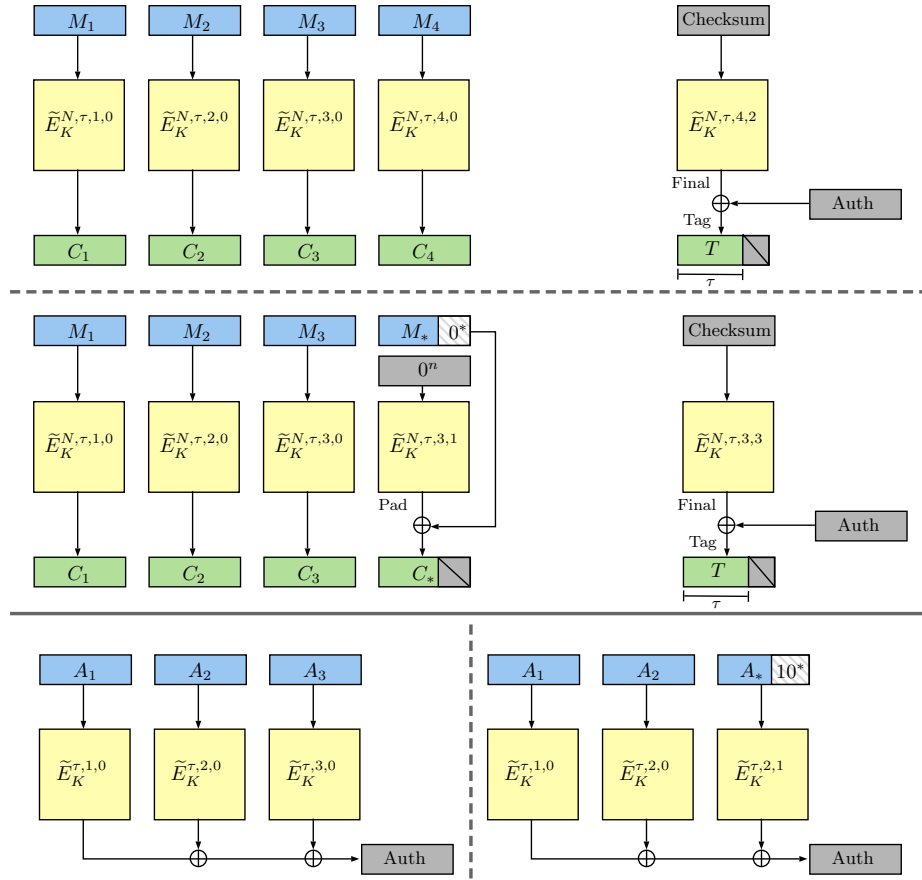 M₁ M₂ M₃ M₄ Checksum
Ẽ_K^{N,τ,1,0} Ẽ_K^{N,τ,2,0} Ẽ_K^{N,τ,3,0} Ẽ_K^{N,τ,4,0} Ẽ_K^{N,τ,4,2}
Final
Auth
Tag
C₁ C₂ C₃ C₄ T
τ
M₁ M₂ M₃ M_* 0* Checksum
0ⁿ
Ẽ_K^{N,τ,1,0} Ẽ_K^{N,τ,2,0} Ẽ_K^{N,τ,3,0} Ẽ_K^{N,τ,3,1} Ẽ_K^{N,τ,3,3}
Pad Final
Auth
Tag
C₁ C₂ C₃ C_* T
τ
A₁ A₂ A₃ A₁ A₂ A_* 10*
Ẽ_K^{τ,1,0} Ẽ_K^{τ,2,0} Ẽ_K^{τ,3,0} Ẽ_K^{τ,1,0} Ẽ_K^{τ,2,0} Ẽ_K^{τ,2,1}
Auth Auth